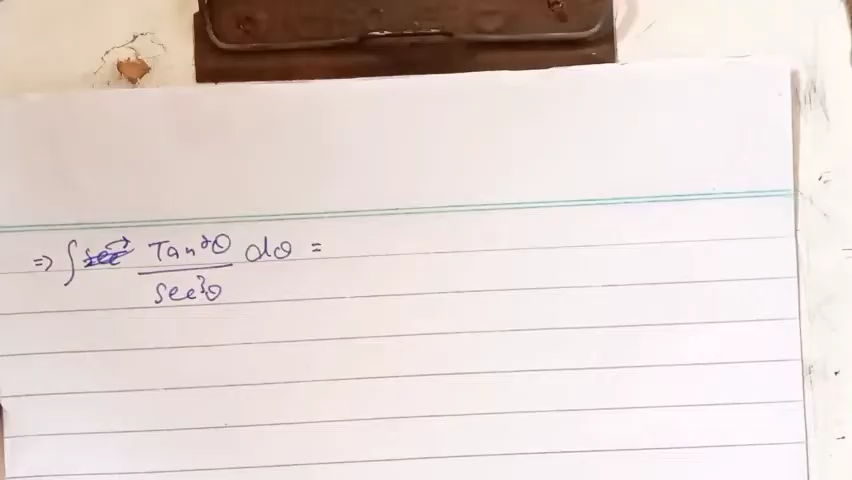 ⇒ ∫ Tan²θ / sec³θ dθ =